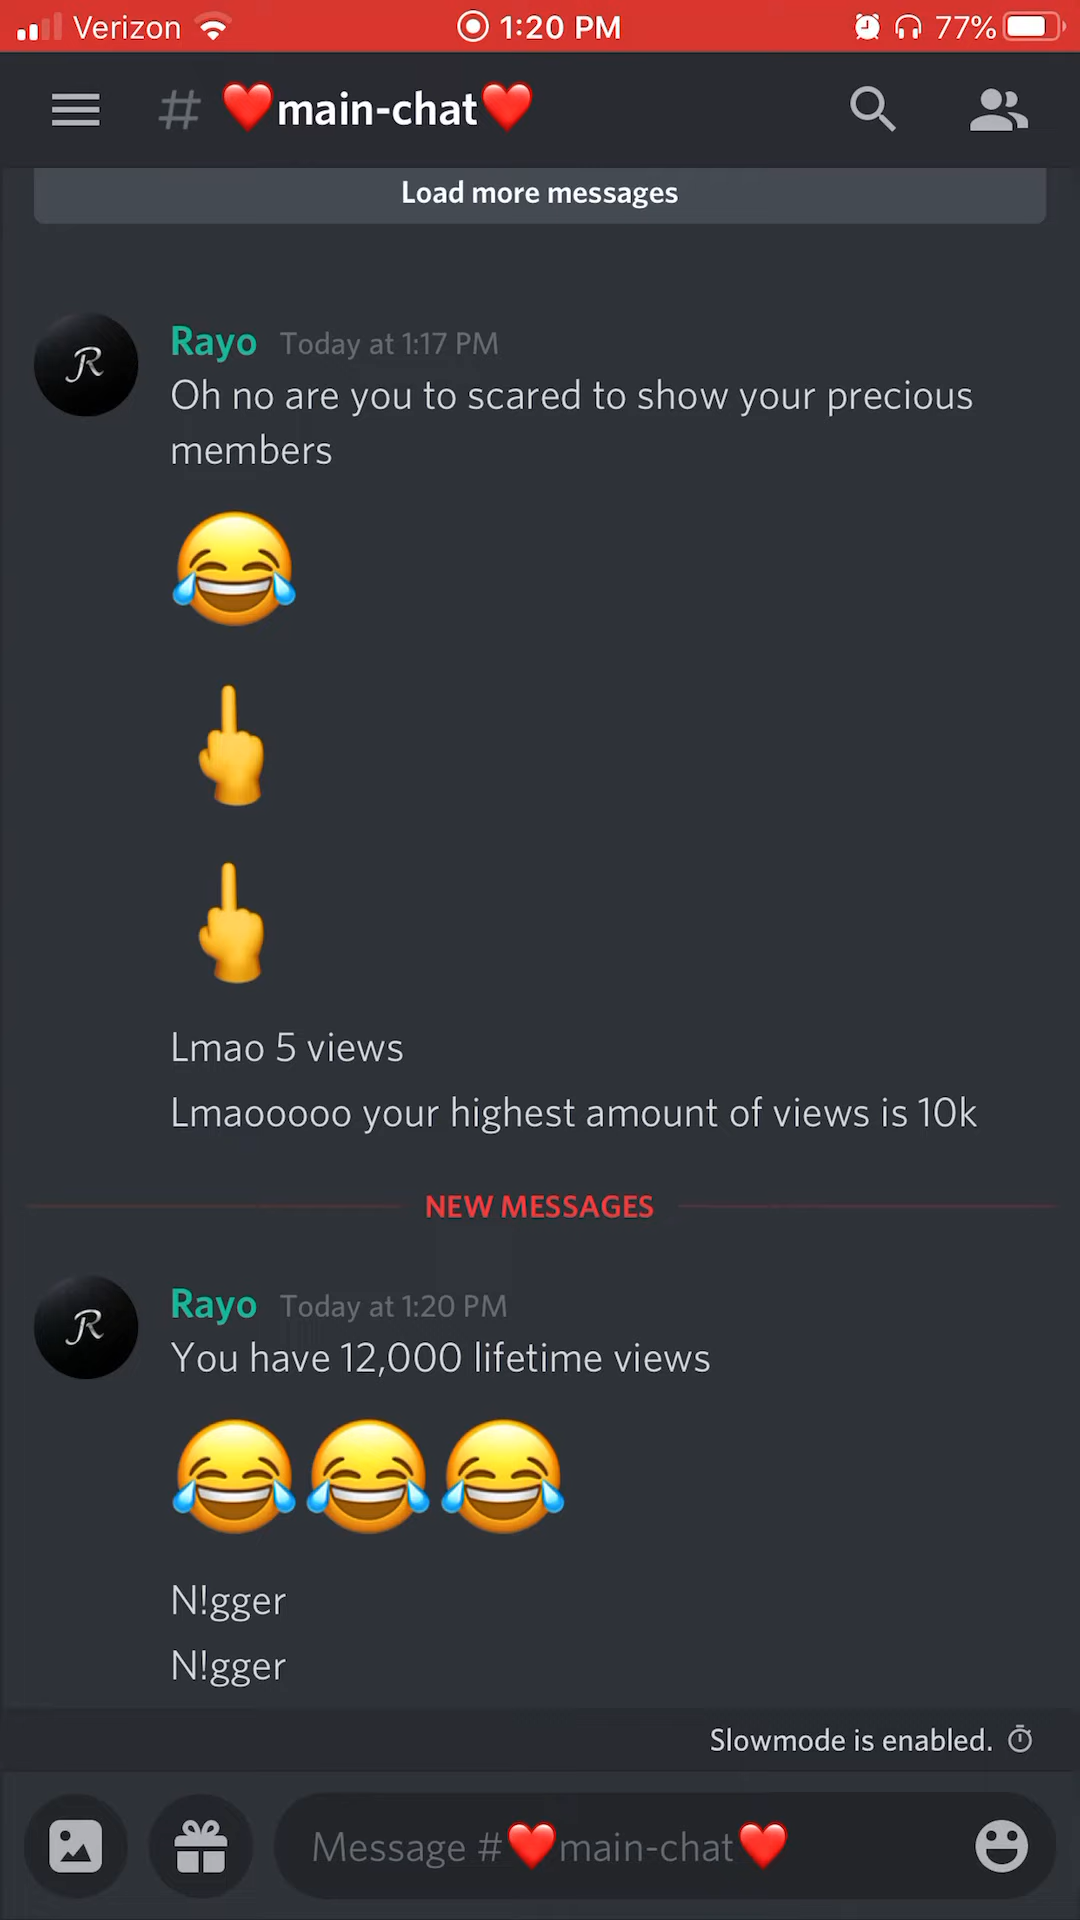 Verizon 1:20 PM 77%
# ❤️main-chat❤️
Load more messages
R
Rayo Today at 1:17 PM
Oh no are you to scared to show your precious
members
😂
🖕
🖕
Lmao 5 views
Lmaooooo your highest amount of views is 10k
NEW MESSAGES
R
Rayo Today at 1:20 PM
You have 12,000 lifetime views
😂😂😂
N!gger
N!gger
Slowmode is enabled.
Message #❤️main-chat❤️